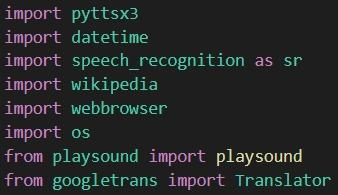 import pyttsx3
import datetime
import speech_recognition as sr
import wikipedia
import webbrowser
import os
from playsound import playsound
from googletrans import Translator